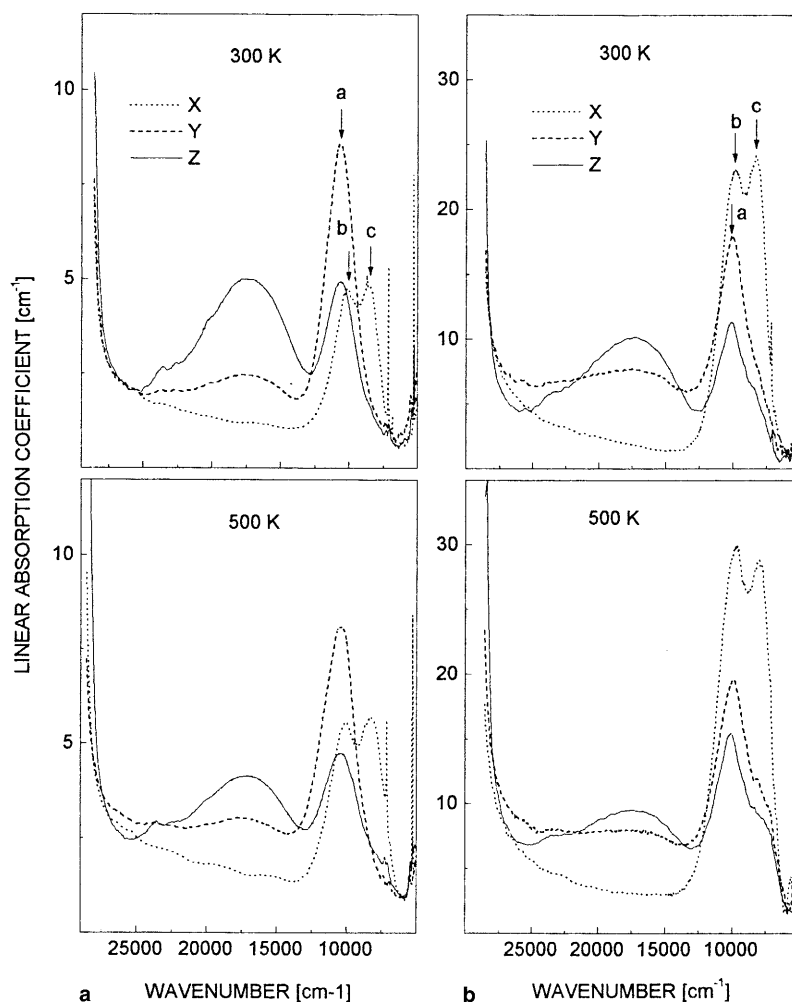 LINEAR ABSORPTION COEFFICIENT [cm⁻¹]
300 K
X
Y
Z
a
b
c
10
5
300 K
X
Y
Z
b
c
a
30
20
10
500 K
10
5
25000 20000 15000 10000
500 K
30
20
10
25000 20000 15000 10000
a WAVENUMBER [cm-1]
b WAVENUMBER [cm⁻¹]